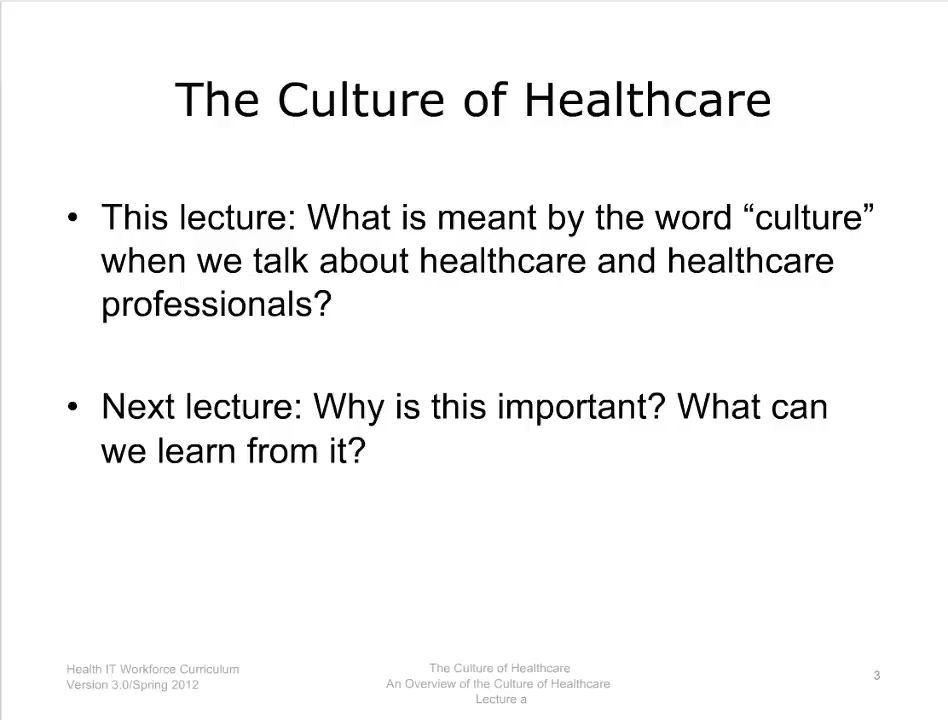 The Culture of Healthcare
• This lecture: What is meant by the word “culture”
when we talk about healthcare and healthcare
professionals?
• Next lecture: Why is this important? What can
we learn from it?
Health IT Workforce Curriculum
Version 3.0/Spring 2012
The Culture of Healthcare
An Overview of the Culture of Healthcare
Lecture a
3